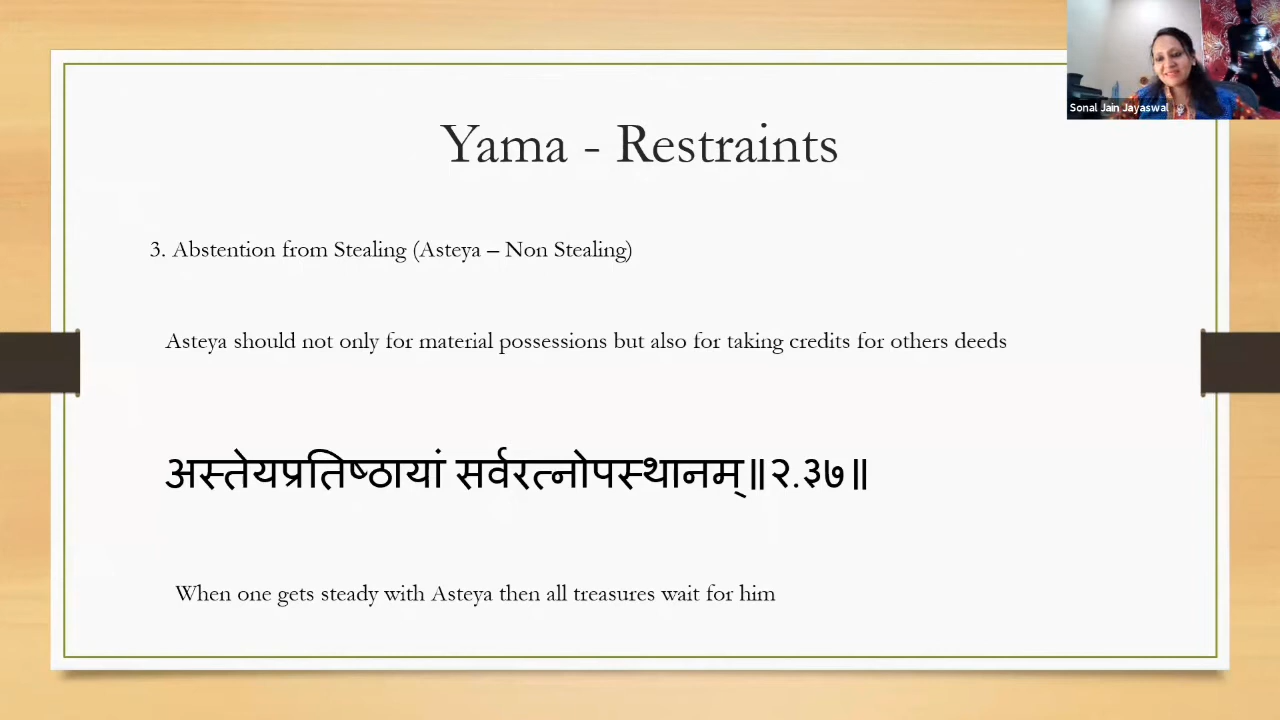 Sonal Jain Jayaswal
Yama - Restraints
3. Abstention from Stealing (Asteya – Non Stealing)
Asteya should not only for material possessions but also for taking credits for others deeds
अस्तेयप्रतिष्ठायां सर्वरत्नोपस्थानम्॥२.३७॥
When one gets steady with Asteya then all treasures wait for him